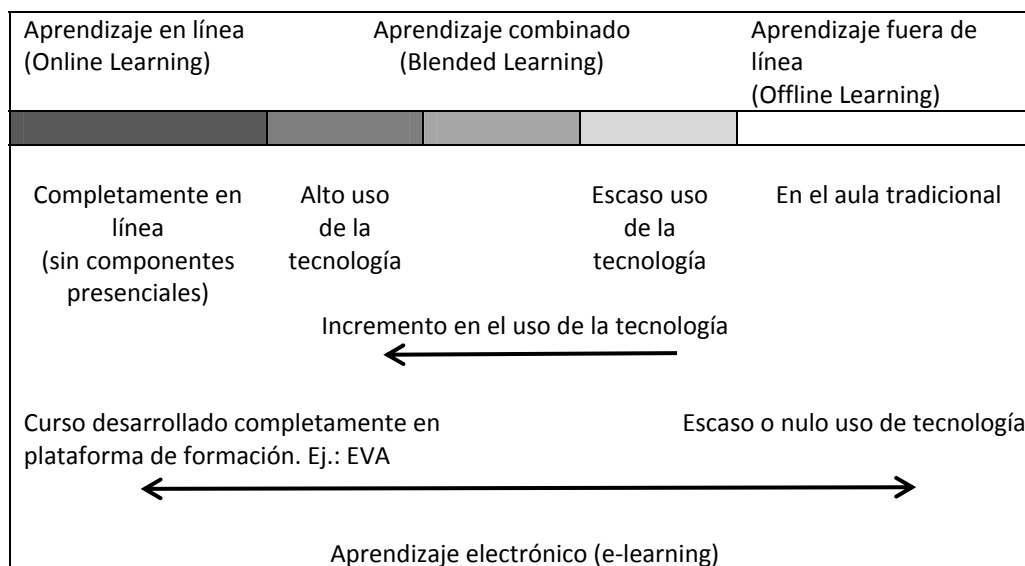 Aprendizaje en línea
(Online Learning)
Aprendizaje combinado
(Blended Learning)
Aprendizaje fuera de
línea
(Offline Learning)
Completamente en
línea
(sin componentes
presenciales)
Alto uso
de la
tecnología
Escaso uso
de la
tecnología
En el aula tradicional
Incremento en el uso de la tecnología
Curso desarrollado completamente en
plataforma de formación. Ej.: EVA
Escaso o nulo uso de tecnología
Aprendizaje electrónico (e-learning)